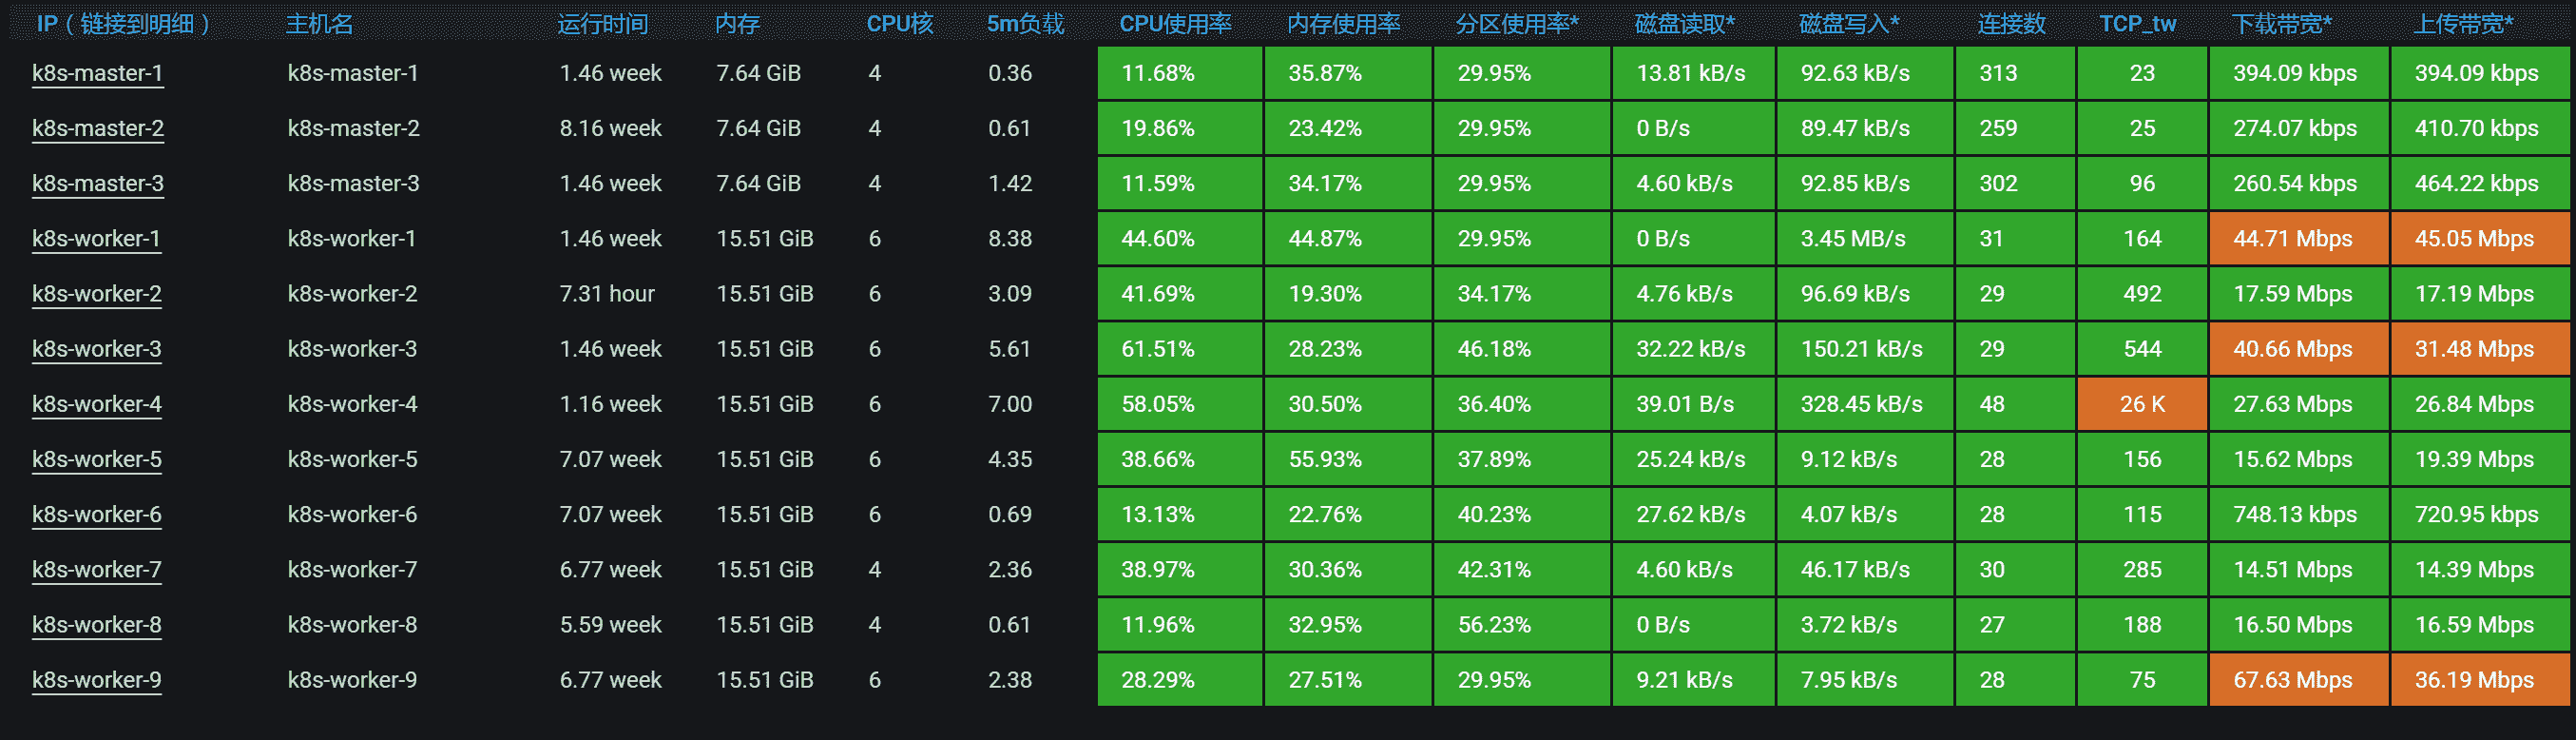 IP（链接到明细） 主机名 运行时间 内存 CPU核 5m负载 CPU使用率 内存使用率 分区使用率* 磁盘读取* 磁盘写入* 连接数 TCP_tw 下载带宽* 上传带宽*
k8s-master-1 k8s-master-1 1.46 week 7.64 GiB 4 0.36 11.68% 35.87% 29.95% 13.81 kB/s 92.63 kB/s 313 23 394.09 kbps 394.09 kbps
k8s-master-2 k8s-master-2 8.16 week 7.64 GiB 4 0.61 19.86% 23.42% 29.95% 0 B/s 89.47 kB/s 259 25 274.07 kbps 410.70 kbps
k8s-master-3 k8s-master-3 1.46 week 7.64 GiB 4 1.42 11.59% 34.17% 29.95% 4.60 kB/s 92.85 kB/s 302 96 260.54 kbps 464.22 kbps
k8s-worker-1 k8s-worker-1 1.46 week 15.51 GiB 6 8.38 44.60% 44.87% 29.95% 0 B/s 3.45 MB/s 31 164 44.71 Mbps 45.05 Mbps
k8s-worker-2 k8s-worker-2 7.31 hour 15.51 GiB 6 3.09 41.69% 19.30% 34.17% 4.76 kB/s 96.69 kB/s 29 492 17.59 Mbps 17.19 Mbps
k8s-worker-3 k8s-worker-3 1.46 week 15.51 GiB 6 5.61 61.51% 28.23% 46.18% 32.22 kB/s 150.21 kB/s 29 544 40.66 Mbps 31.48 Mbps
k8s-worker-4 k8s-worker-4 1.16 week 15.51 GiB 6 7.00 58.05% 30.50% 36.40% 39.01 B/s 328.45 kB/s 48 26 K 27.63 Mbps 26.84 Mbps
k8s-worker-5 k8s-worker-5 7.07 week 15.51 GiB 6 4.35 38.66% 55.93% 37.89% 25.24 kB/s 9.12 kB/s 28 156 15.62 Mbps 19.39 Mbps
k8s-worker-6 k8s-worker-6 7.07 week 15.51 GiB 6 0.69 13.13% 22.76% 40.23% 27.62 kB/s 4.07 kB/s 28 115 748.13 kbps 720.95 kbps
k8s-worker-7 k8s-worker-7 6.77 week 15.51 GiB 4 2.36 38.97% 30.36% 42.31% 4.60 kB/s 46.17 kB/s 30 285 14.51 Mbps 14.39 Mbps
k8s-worker-8 k8s-worker-8 5.59 week 15.51 GiB 4 0.61 11.96% 32.95% 56.23% 0 B/s 3.72 kB/s 27 188 16.50 Mbps 16.59 Mbps
k8s-worker-9 k8s-worker-9 6.77 week 15.51 GiB 6 2.38 28.29% 27.51% 29.95% 9.21 kB/s 7.95 kB/s 28 75 67.63 Mbps 36.19 Mbps